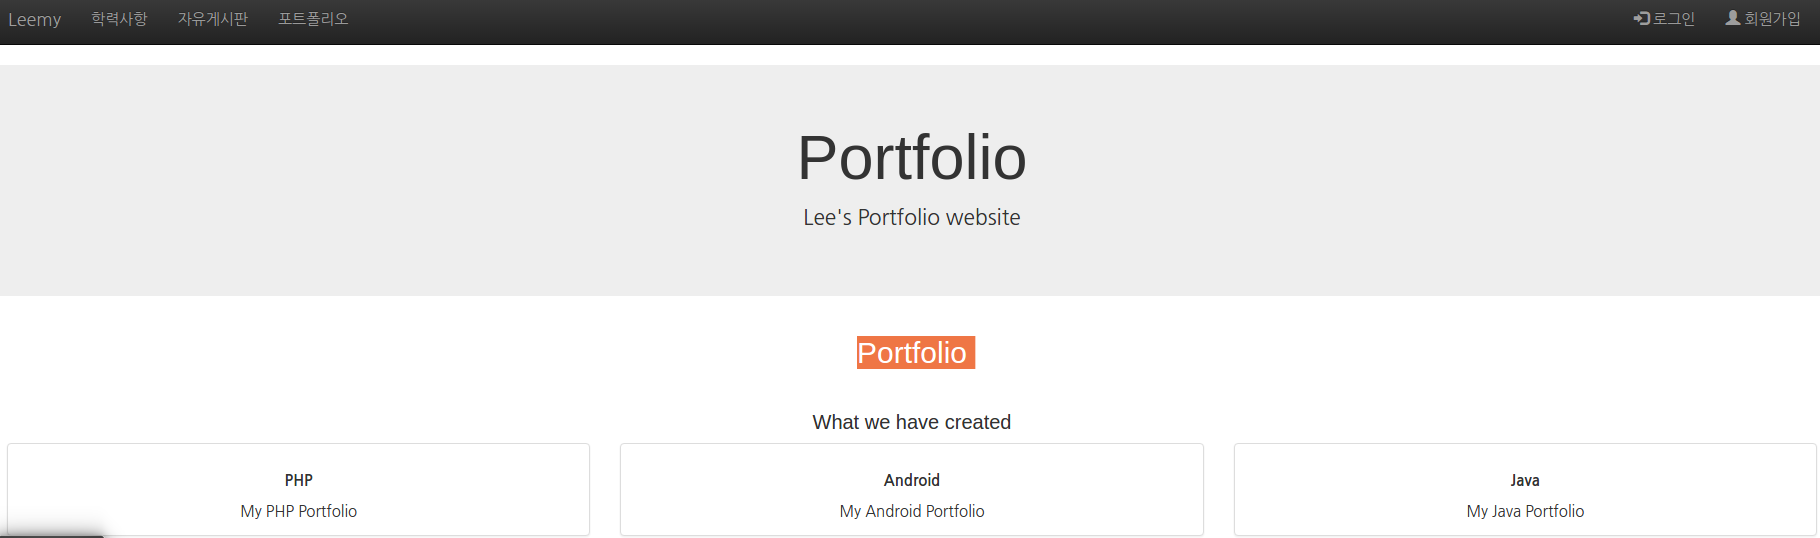 Leemy 학력사항 자유게시판 포트폴리오 로그인 회원가입
Portfolio
Lee's Portfolio website
Portfolio
What we have created
PHP
My PHP Portfolio
Android
My Android Portfolio
Java
My Java Portfolio